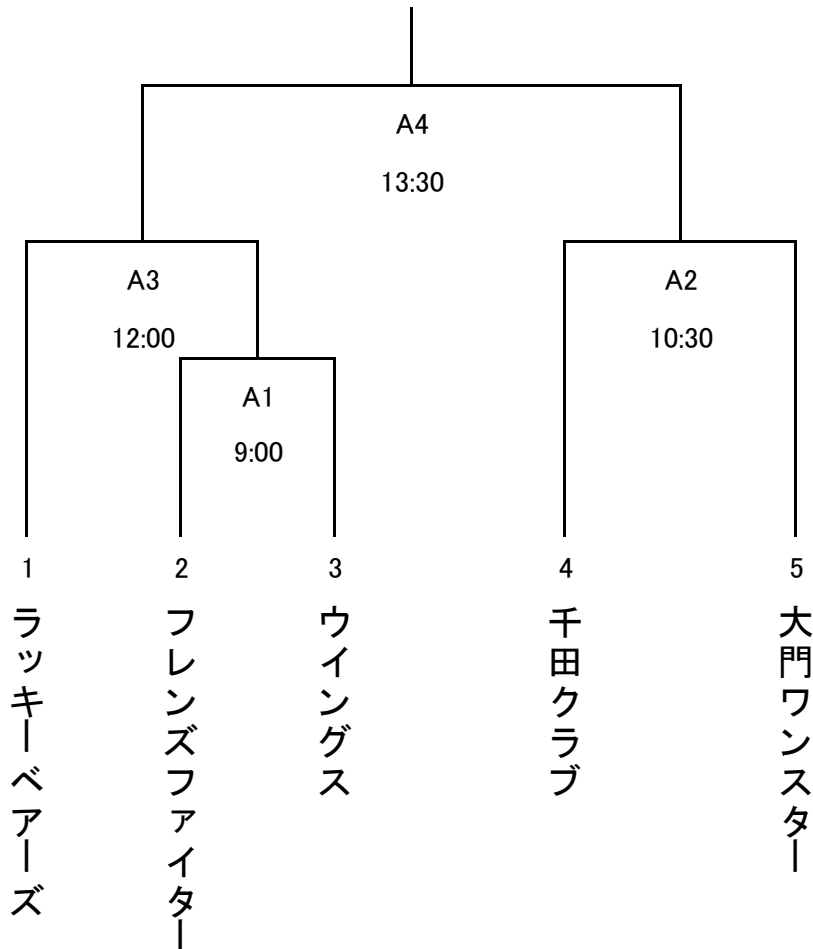 A4
13:30
A3
12:00
A2
10:30
A1
9:00
1
2
3
4
5
ラッキーベアーズ
フレンズファイター
ウイングス
千田クラブ
大門ワンスター